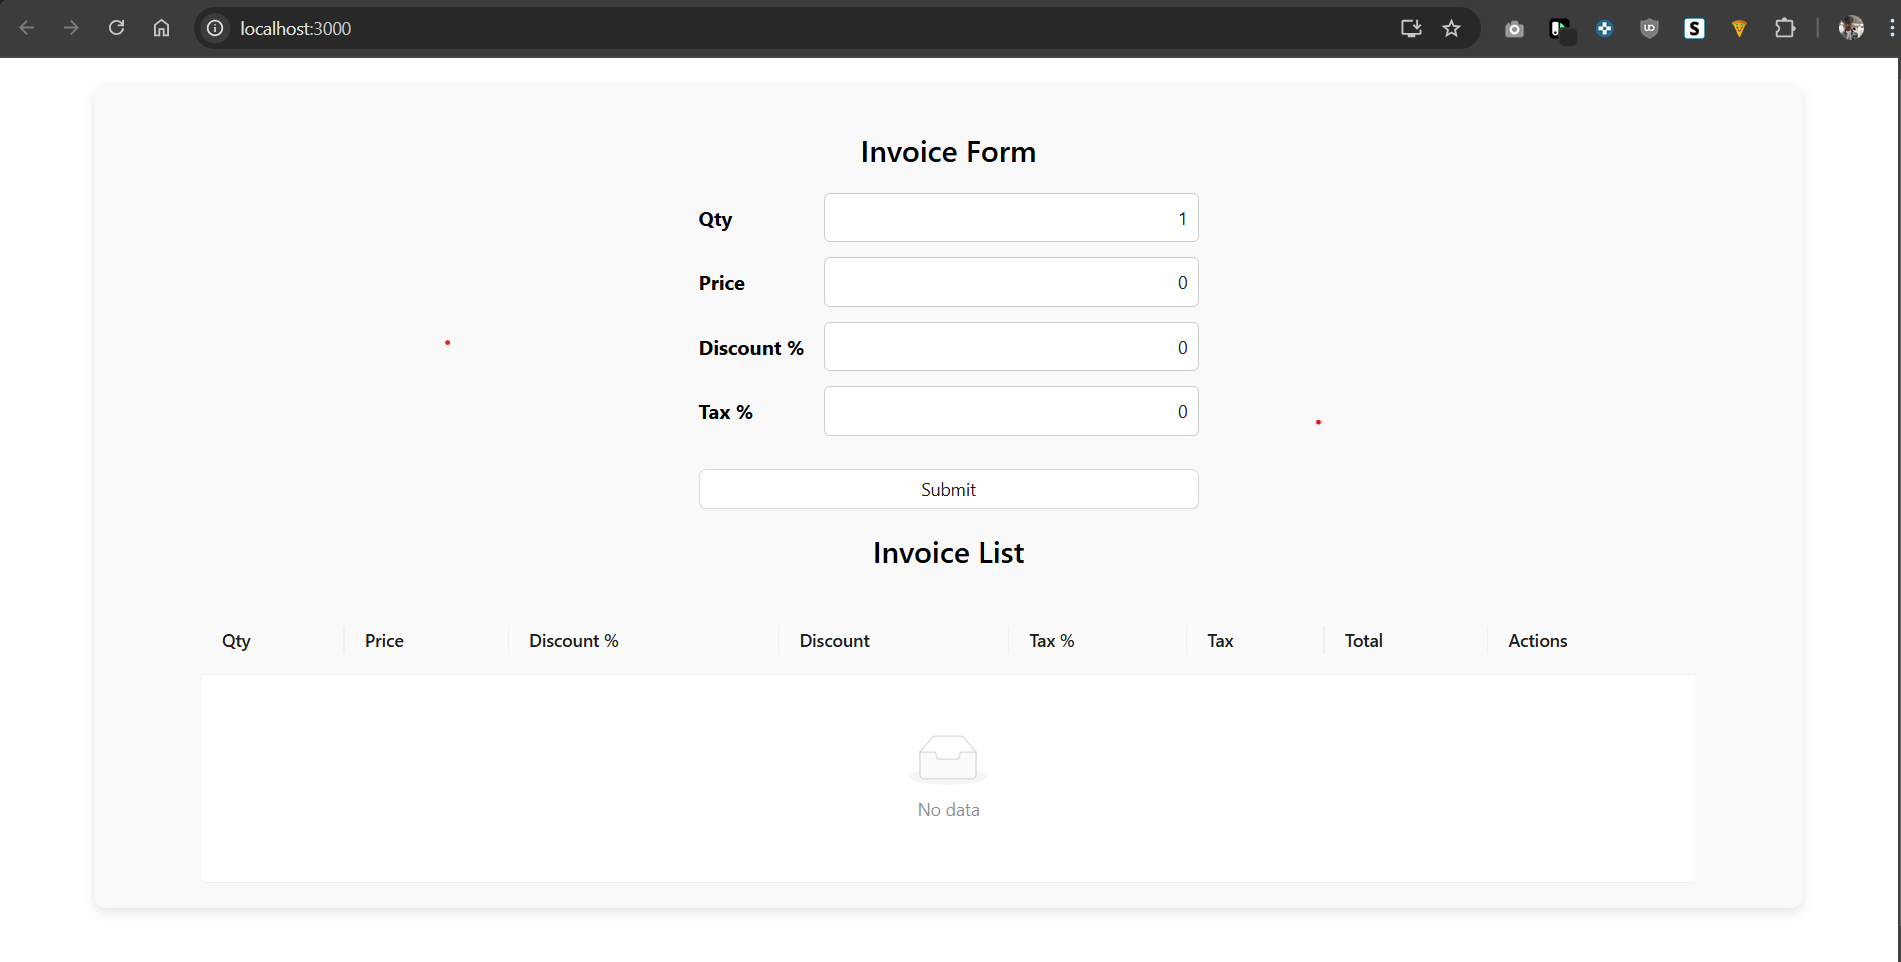 localhost:3000
Invoice Form
Qty 1
Price 0
Discount % 0
Tax % 0
Submit
Invoice List
Qty Price Discount % Discount Tax % Tax Total Actions
No data